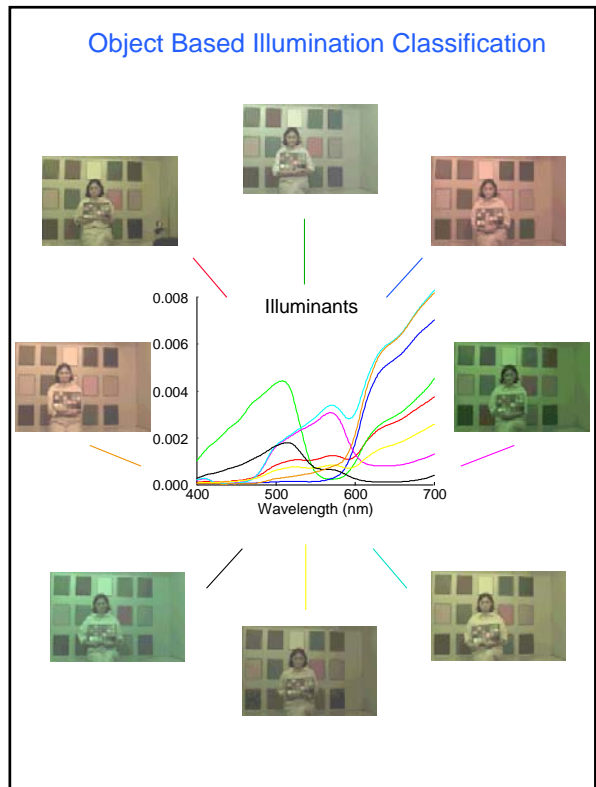 Object Based Illumination Classification
Illuminants
0.008
0.006
0.004
0.002
0.000
400 500 600 700
Wavelength (nm)